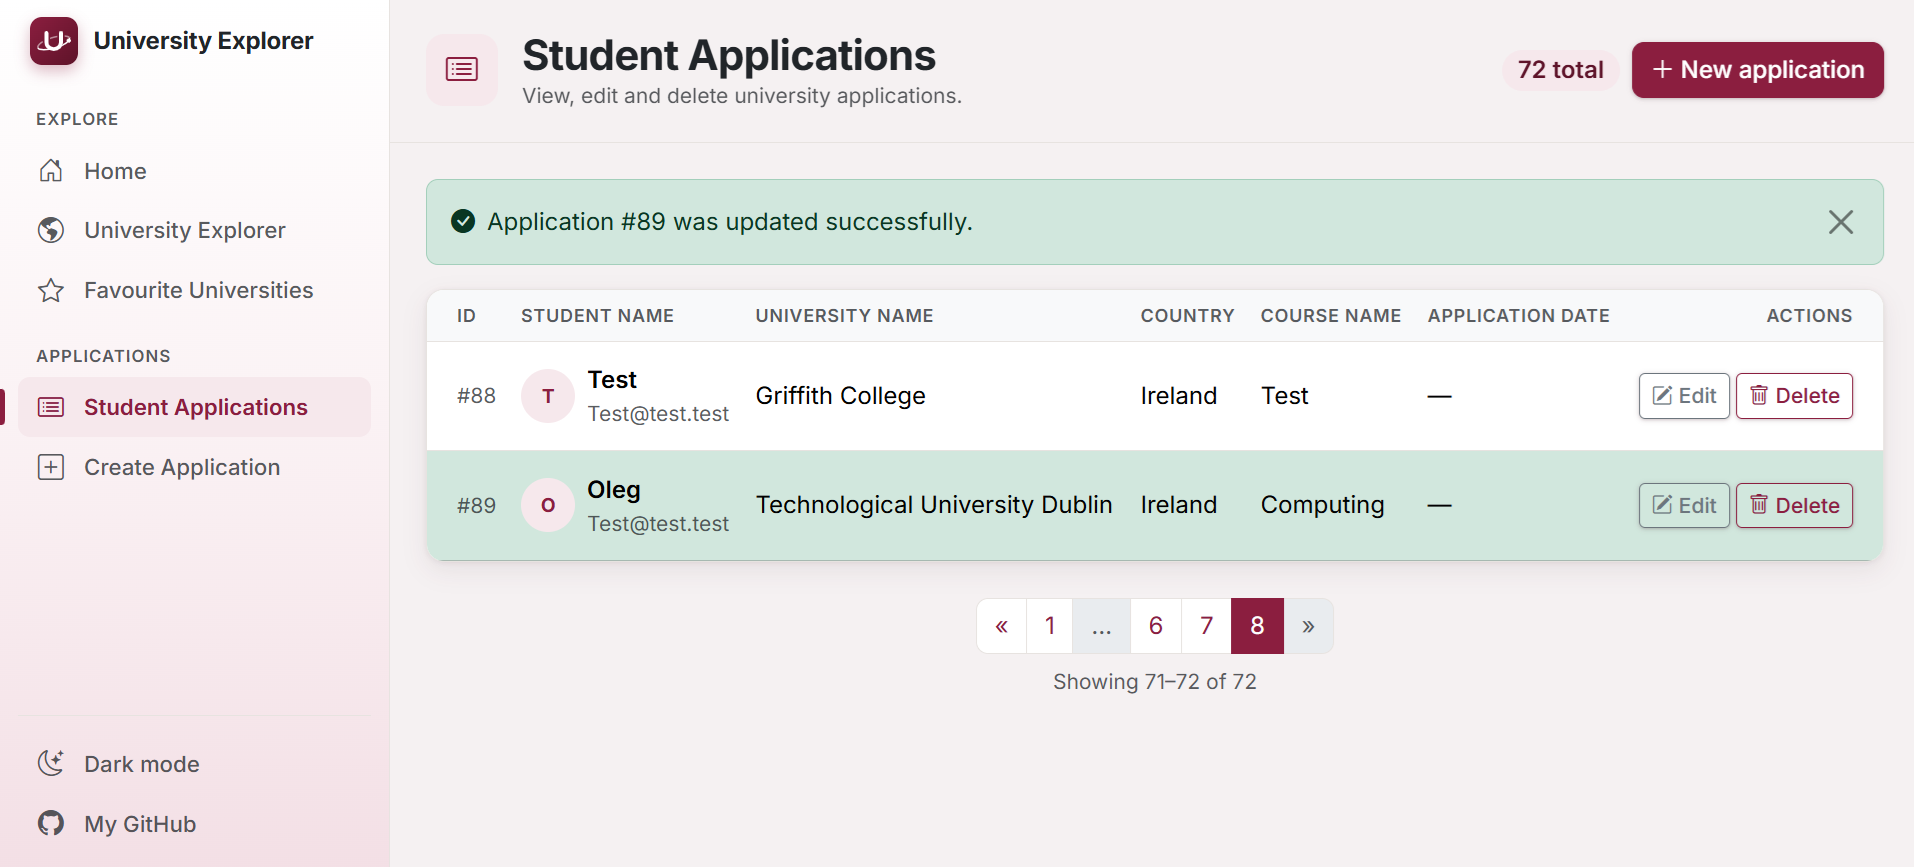 University Explorer
EXPLORE
Home
University Explorer
Favourite Universities
APPLICATIONS
Student Applications
Create Application
Dark mode
My GitHub
Student Applications
View, edit and delete university applications.
72 total
+ New application
Application #89 was updated successfully.
ID STUDENT NAME UNIVERSITY NAME COUNTRY COURSE NAME APPLICATION DATE ACTIONS
#88 T Test Griffith College Ireland Test — Edit Delete
Test@test.test
#89 O Oleg Technological University Dublin Ireland Computing — Edit Delete
Test@test.test
« 1 … 6 7 8 »
Showing 71–72 of 72